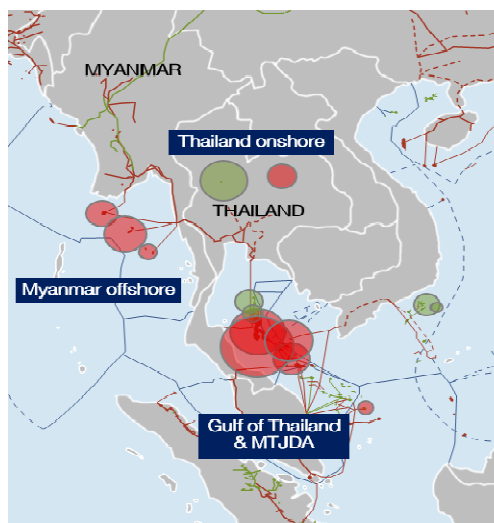 MYANMAR
Thailand onshore
THAILAND
Myanmar offshore
Gulf of Thailand
& MTJDA